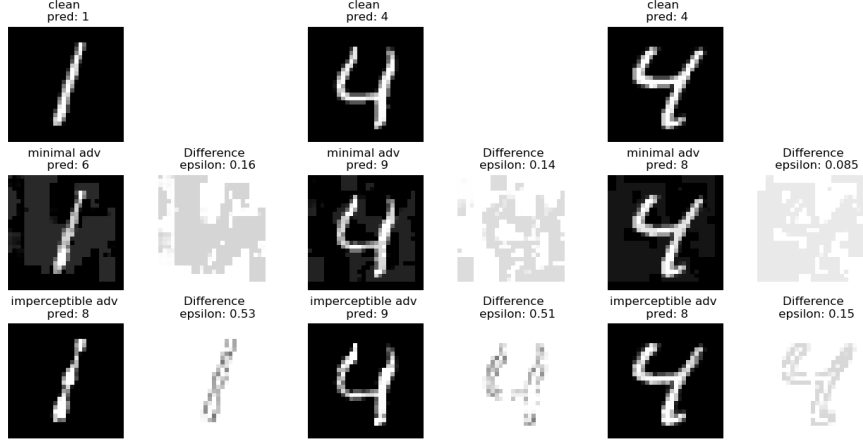 clean
pred: 1
clean
pred: 4
clean
pred: 4
minimal adv
pred: 6
Difference
epsilon: 0.16
minimal adv
pred: 9
Difference
epsilon: 0.14
minimal adv
pred: 8
Difference
epsilon: 0.085
imperceptible adv
pred: 8
Difference
epsilon: 0.53
imperceptible adv
pred: 9
Difference
epsilon: 0.51
imperceptible adv
pred: 8
Difference
epsilon: 0.15